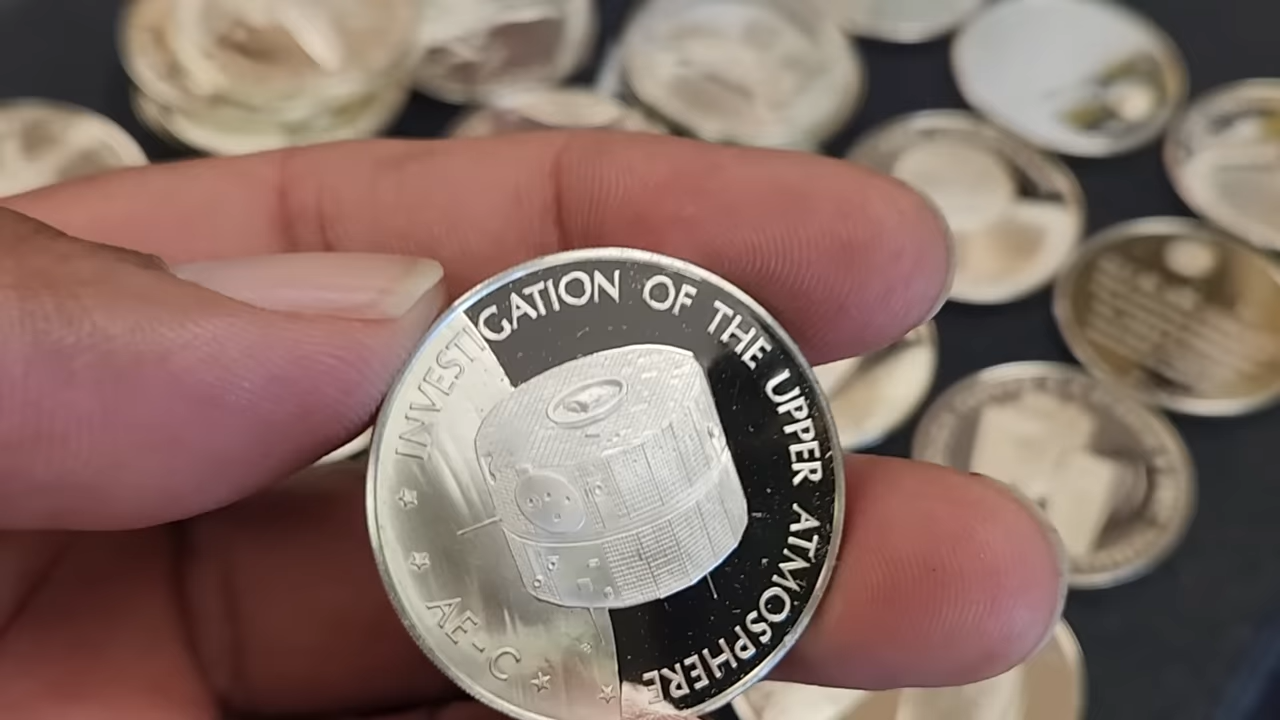 INVESTIGATION OF THE UPPER ATMOSPHERE
AE-C